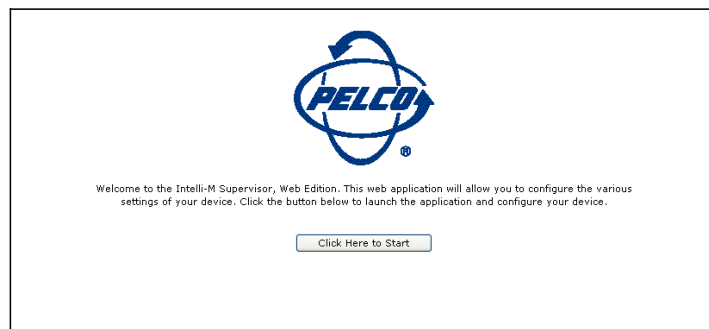 PELCO
®
Welcome to the Intelli-M Supervisor, Web Edition. This web application will allow you to configure the various
settings of your device. Click the button below to launch the application and configure your device.
Click Here to Start